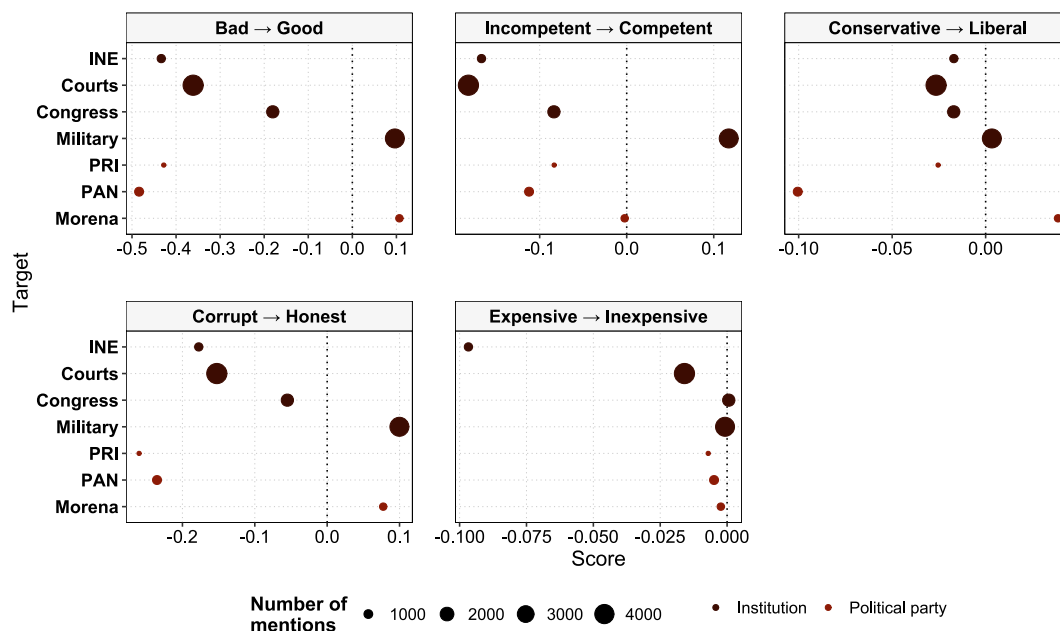 Bad → Good
Incompetent → Competent
Conservative → Liberal
INE
Courts
Congress
Military
PRI
PAN
Morena
-0.5 -0.4 -0.3 -0.2 -0.1 0.0 0.1
-0.1 0.0 0.1
-0.10 -0.05 0.00
Target
Corrupt → Honest
Expensive → Inexpensive
INE
Courts
Congress
Military
PRI
PAN
Morena
-0.2 -0.1 0.0 0.1
-0.100 -0.075 -0.050 -0.025 0.000
Score
Number of
mentions
1000 2000 3000 4000
Institution Political party